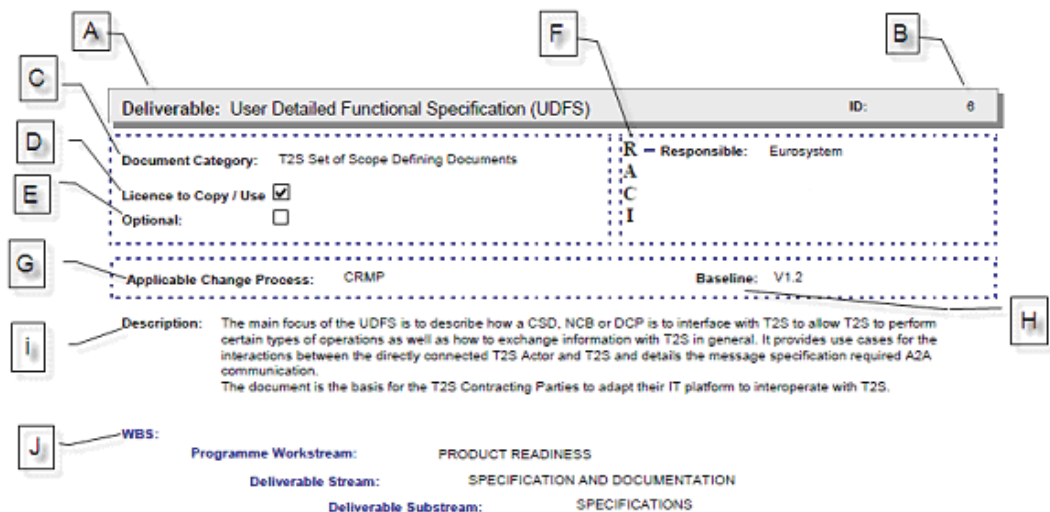 A
F
B
C
Deliverable: User Detailed Functional Specification (UDFS) ID: 6
D
Document Category: T2S Set of Scope Defining Documents
R – Responsible: Eurosystem
A
E
Licence to Copy / Use
C
Optional:
I
G
Applicable Change Process: CRMP Baseline: V1.2
H
i
Description: The main focus of the UDFS is to describe how a CSD, NCB or DCP is to interface with T2S to allow T2S to perform
certain types of operations as well as how to exchange information with T2S in general. It provides use cases for the
interactions between the directly connected T2S Actor and T2S and details the message specification required A2A
communication.
The document is the basis for the T2S Contracting Parties to adapt their IT platform to interoperate with T2S.
J
WBS:
Programme Workstream: PRODUCT READINESS
Deliverable Stream: SPECIFICATION AND DOCUMENTATION
Deliverable Substream: SPECIFICATIONS